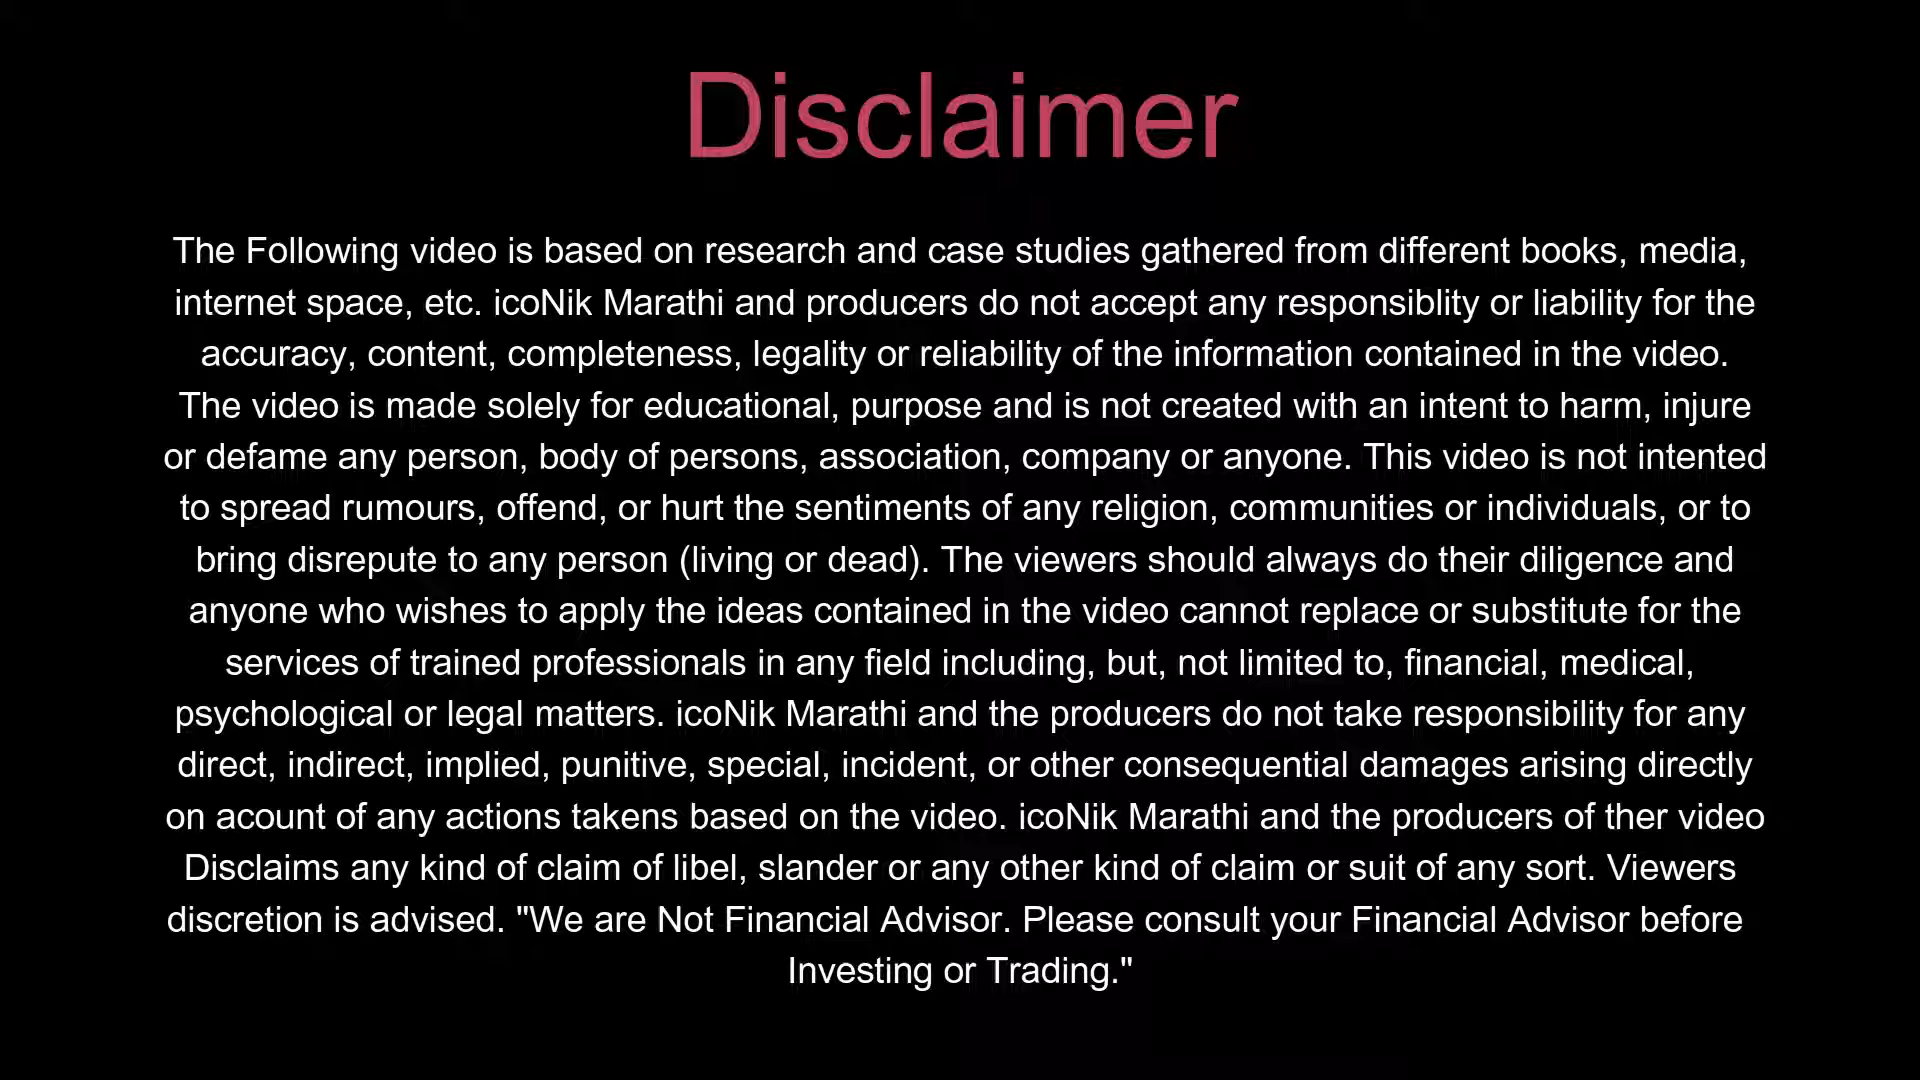 Disclaimer
The Following video is based on research and case studies gathered from different books, media,
internet space, etc. icoNik Marathi and producers do not accept any responsiblity or liability for the
accuracy, content, completeness, legality or reliability of the information contained in the video.
The video is made solely for educational, purpose and is not created with an intent to harm, injure
or defame any person, body of persons, association, company or anyone. This video is not intented
to spread rumours, offend, or hurt the sentiments of any religion, communities or individuals, or to
bring disrepute to any person (living or dead). The viewers should always do their diligence and
anyone who wishes to apply the ideas contained in the video cannot replace or substitute for the
services of trained professionals in any field including, but, not limited to, financial, medical,
psychological or legal matters. icoNik Marathi and the producers do not take responsibility for any
direct, indirect, implied, punitive, special, incident, or other consequential damages arising directly
on acount of any actions takens based on the video. icoNik Marathi and the producers of ther video
Disclaims any kind of claim of libel, slander or any other kind of claim or suit of any sort. Viewers
discretion is advised. "We are Not Financial Advisor. Please consult your Financial Advisor before
Investing or Trading."